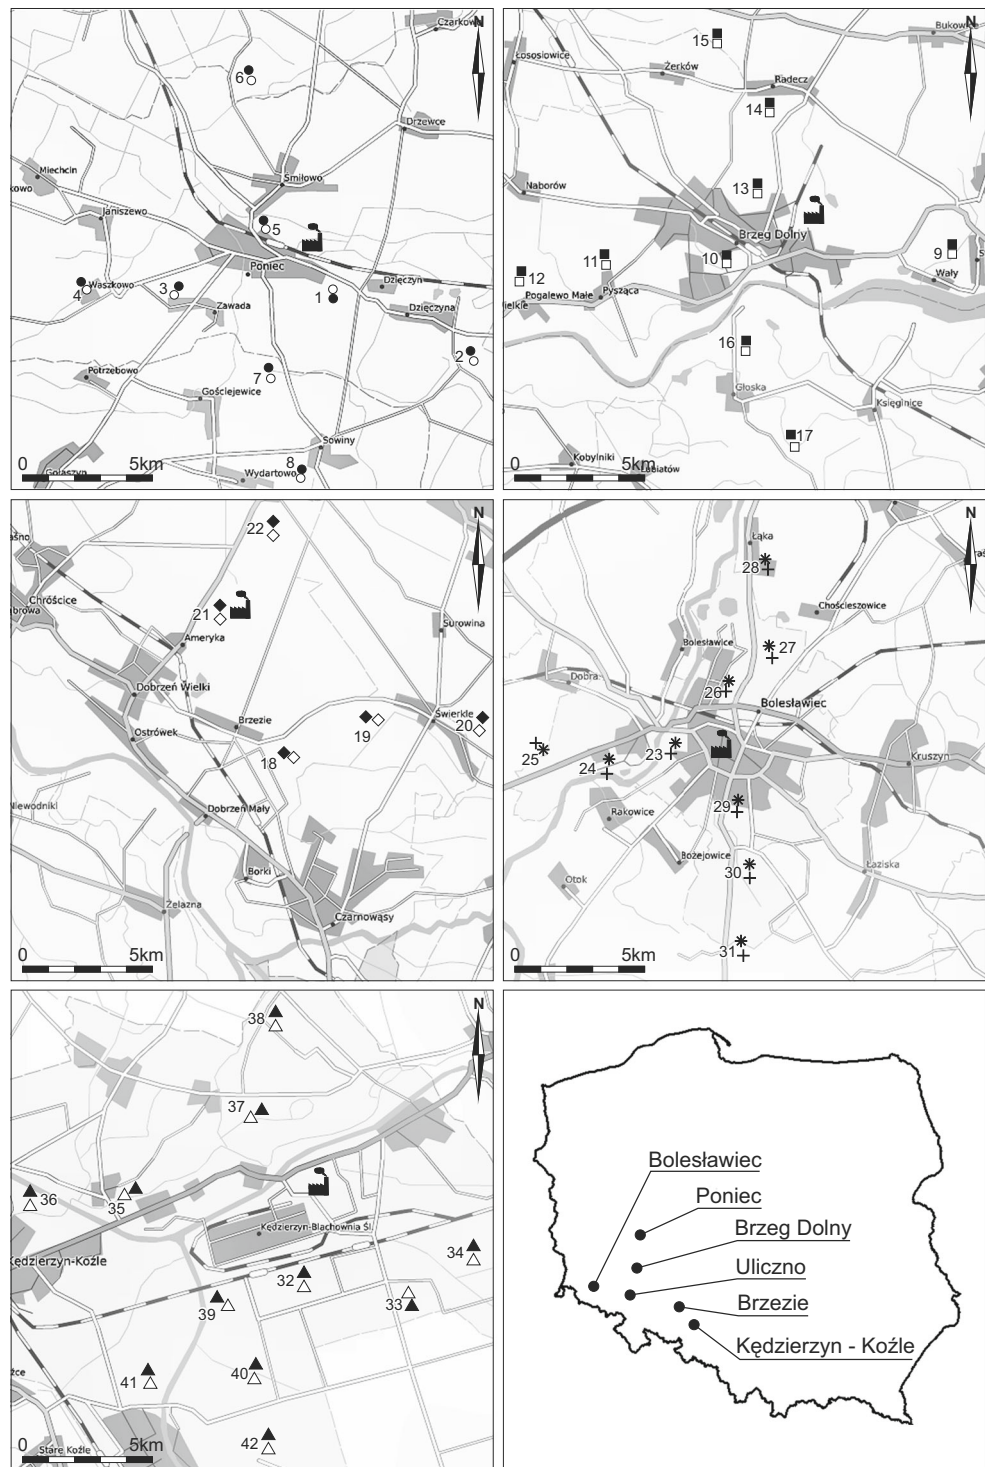 Czarkowo
N
6
Drzewce
Miechcin
Śmiłowo
Janiszewo
5
Poniec
Waszkowo
3
4
1
Dzięczyn
Zawada
Dzięczyna
2
Potrzebowo
7
Gościejewice
Sowiny
8
Wydartowo
Gołaszyn
0 5km
15
Bukowice
N
Łososiowice
Żerków
Radecz
14
Naborów
13
Brzeg Dolny
9
10
11
12
Wały
Pogalewo Małe
Pysząca
16
Głoska
Księginice
17
Kobylniki
0 5km
22
N
Chróścice
21
Surowina
Ameryka
Dobrzeń Wielki
Brzezie
Świerkle
19
20
Ostrówek
18
Niewodniki
Dobrzeń Mały
Borki
Żelazna
Czarnowąsy
0 5km
Łąka
N
28
Chościeszowice
Bolesławice
27
Dobra
26
Bolesławiec
23
25
24
Kruszyn
Rakowice
29
Bożejowice
30
Łaziska
Otok
31
0 5km
38
N
37
36
35
Kędzierzyn-Blachownia Śl.
34
Kędzierzyn-Koźle
32
33
39
40
41
42
Stare Koźle
0 5km
Bolesławiec
Poniec
Brzeg Dolny
Uliczno
Brzezie
Kędzierzyn - Koźle